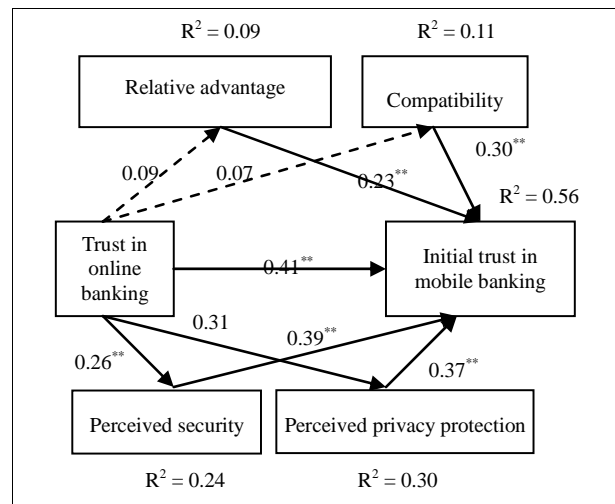 R² = 0.09
R² = 0.11
Relative advantage
Compatibility
0.30**
0.09
0.07
0.23**
R² = 0.56
Trust in
online
banking
Initial trust in
mobile banking
0.41**
0.31
0.39**
0.26**
0.37**
Perceived security
Perceived privacy protection
R² = 0.24
R² = 0.30